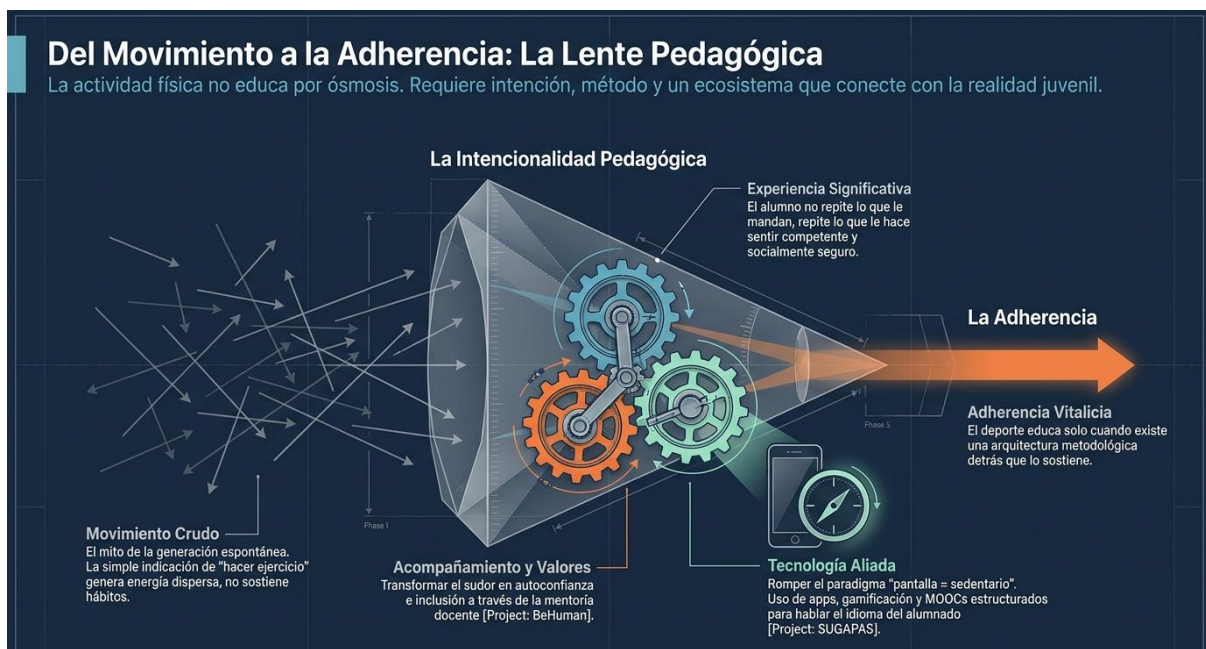 Del Movimiento a la Adherencia: La Lente Pedagógica
La actividad física no educa por ósmosis. Requiere intención, método y un ecosistema que conecte con la realidad juvenil.
La Intencionalidad Pedagógica
Experiencia Significativa
El alumno no repite lo que le
mandan, repite lo que le hace
sentir competente y
socialmente seguro.
La Adherencia
Adherencia Vitalicia
El deporte educa solo cuando existe
una arquitectura metodológica
detrás que lo sostiene.
Phase 1
Phase 5
Movimiento Crudo
El mito de la generación espontánea.
La simple indicación de "hacer ejercicio"
genera energía dispersa, no sostiene
hábitos.
Acompañamiento y Valores
Transformar el sudor en autoconfianza
e inclusión a través de la mentoría
docente [Project: BeHuman].
Tecnología Aliada
Romper el paradigma "pantalla = sedentario".
Uso de apps, gamificación y MOOCs estructurados
para hablar el idioma del alumnado
[Project: SUGAPAS].